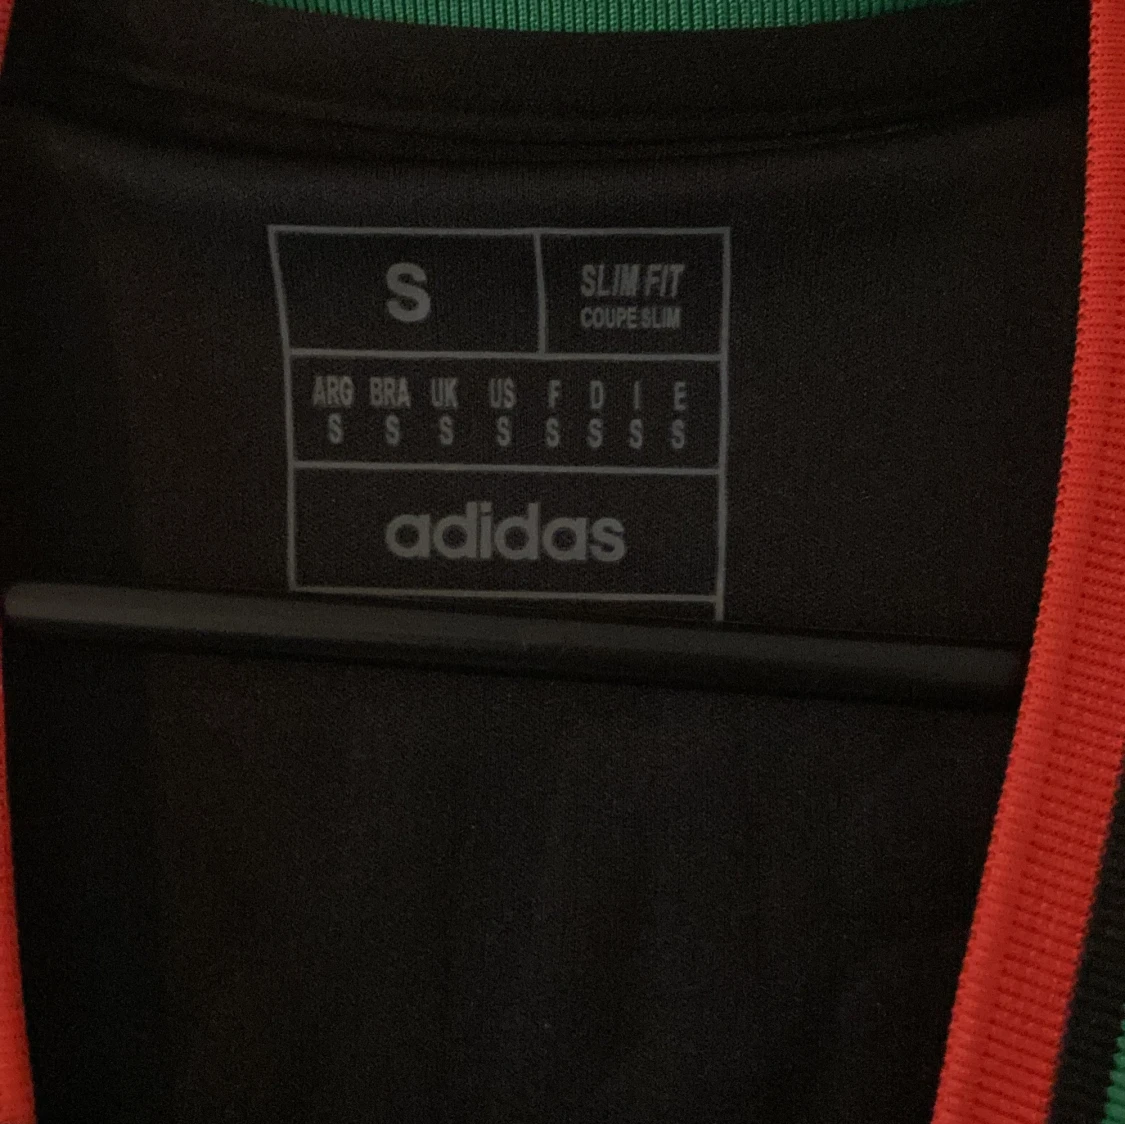 S
SLIM FIT
COUPE SLIM
ARG BRA UK US F D I E
S S S S S S S S
adidas